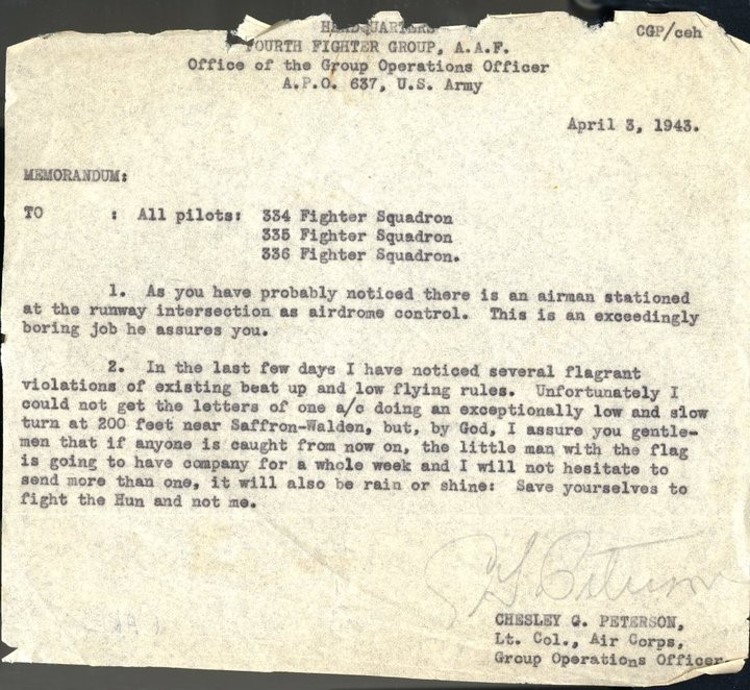 HEADQUARTERS
FOURTH FIGHTER GROUP, A.A.F.
Office of the Group Operations Officer
A.P.O. 637, U.S. Army
CGP/ceh
April 3, 1943.
MEMORANDUM:
TO : All pilots: 334 Fighter Squadron
335 Fighter Squadron
336 Fighter Squadron.
1. As you have probably noticed there is an airman stationed
at the runway intersection as airdrome control. This is an exceedingly
boring job he assures you.
2. In the last few days I have noticed several flagrant
violations of existing beat up and low flying rules. Unfortunately I
could not get the letters of one a/c doing an exceptionally low and slow
turn at 200 feet near Saffron-Walden, but, by God, I assure you gentle-
men that if anyone is caught from now on, the little man with the flag
is going to have company for a whole week and I will not hesitate to
send more than one, it will also be rain or shine: Save yourselves to
fight the Hun and not me.
CG Peterson
CHESLEY G. PETERSON,
Lt. Col., Air Corps,
Group Operations Officer.